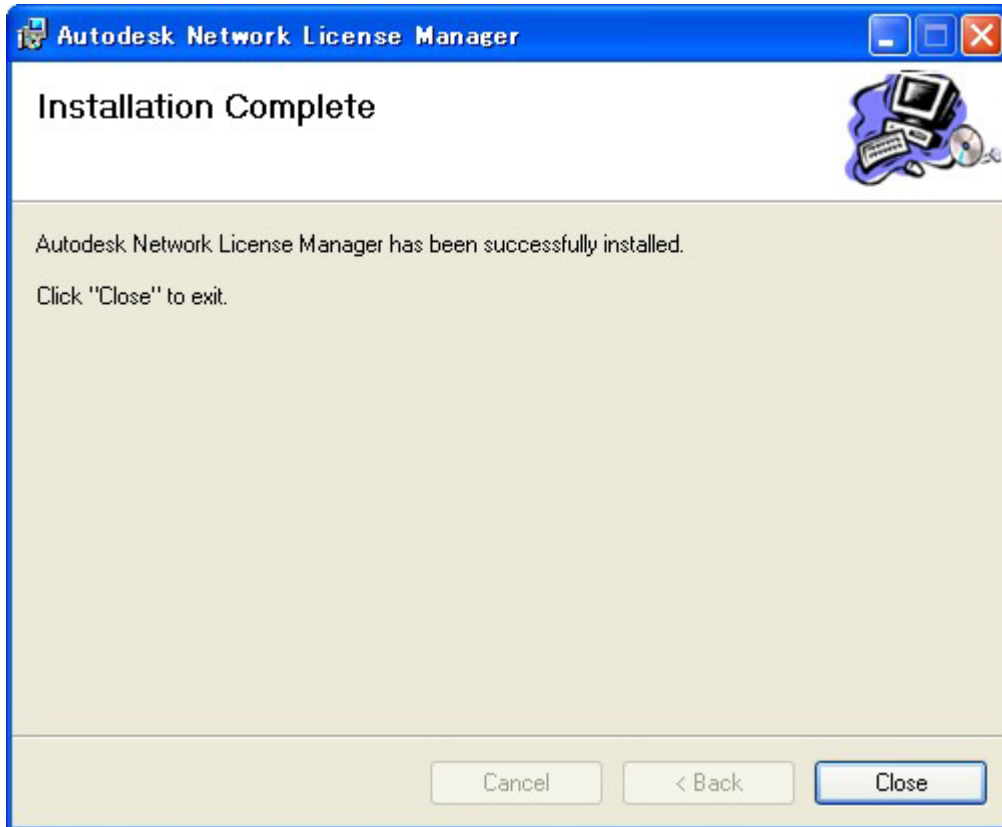 Autodesk Network License Manager
Installation Complete
Autodesk Network License Manager has been successfully installed.
Click "Close" to exit.
Cancel
< Back
Close